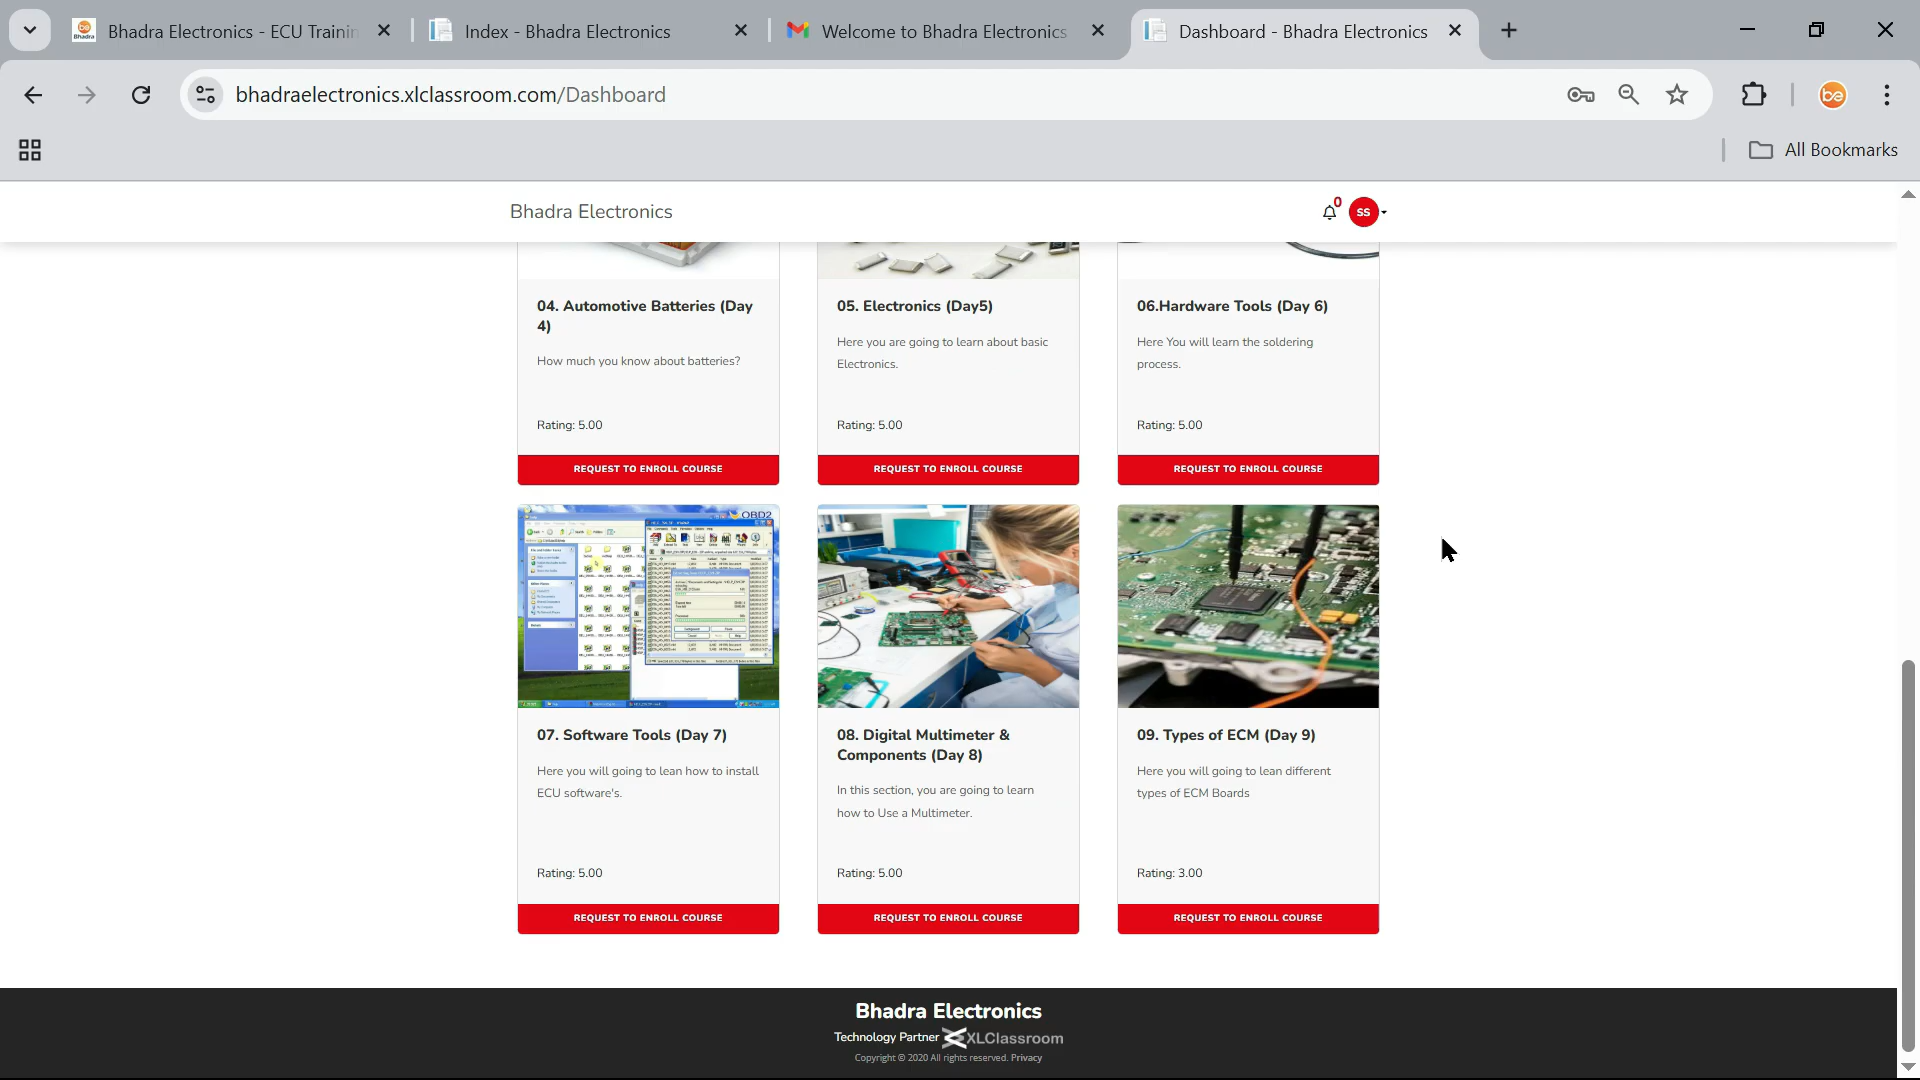 Bhadra Electronics - ECU Trainin
Index - Bhadra Electronics
Welcome to Bhadra Electronics
Dashboard - Bhadra Electronics
bhadraelectronics.xlclassroom.com/Dashboard
be
All Bookmarks
Bhadra Electronics
0
SS
04. Automotive Batteries (Day
4)
How much you know about batteries?
Rating: 5.00
REQUEST TO ENROLL COURSE
05. Electronics (Day5)
Here you are going to learn about basic
Electronics.
Rating: 5.00
REQUEST TO ENROLL COURSE
06.Hardware Tools (Day 6)
Here You will learn the soldering
process.
Rating: 5.00
REQUEST TO ENROLL COURSE
OBD2
07. Software Tools (Day 7)
Here you will going to lean how to install
ECU software's.
Rating: 5.00
REQUEST TO ENROLL COURSE
08. Digital Multimeter &
Components (Day 8)
In this section, you are going to learn
how to Use a Multimeter.
Rating: 5.00
REQUEST TO ENROLL COURSE
09. Types of ECM (Day 9)
Here you will going to lean different
types of ECM Boards
Rating: 3.00
REQUEST TO ENROLL COURSE
Bhadra Electronics
Technology Partner XLClassroom
Copyright © 2020 All rights reserved. Privacy